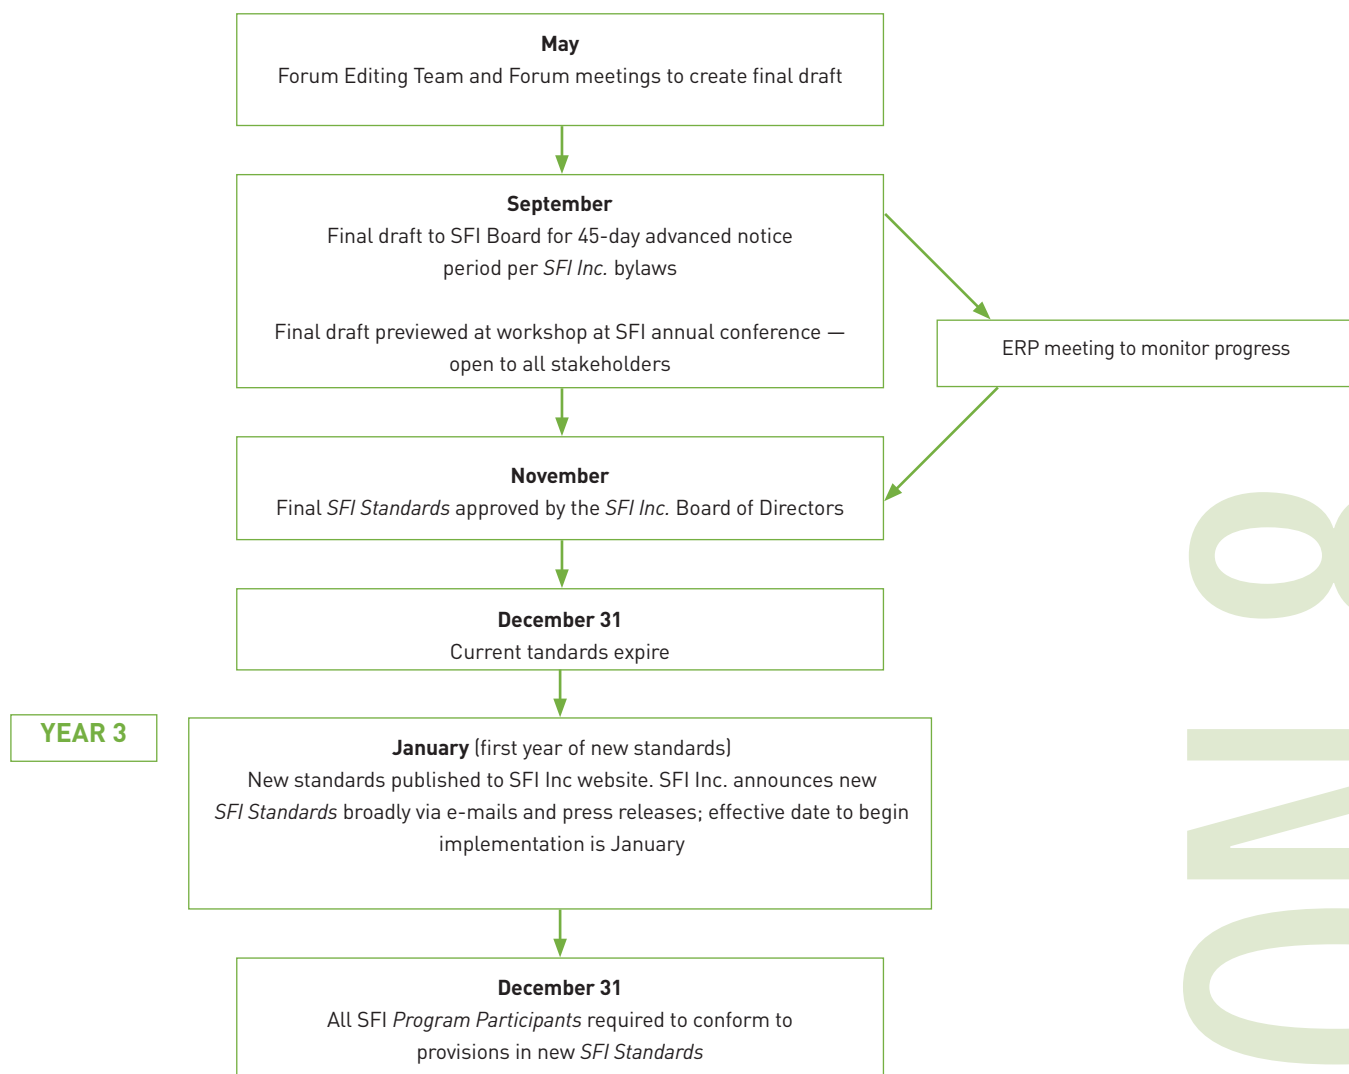 May
Forum Editing Team and Forum meetings to create final draft
September
Final draft to SFI Board for 45-day advanced notice
period per SFI Inc. bylaws
Final draft previewed at workshop at SFI annual conference —
open to all stakeholders
ERP meeting to monitor progress
November
Final SFI Standards approved by the SFI Inc. Board of Directors
December 31
Current tandards expire
YEAR 3
January (first year of new standards)
New standards published to SFI Inc website. SFI Inc. announces new
SFI Standards broadly via e-mails and press releases; effective date to begin
implementation is January
December 31
All SFI Program Participants required to conform to
provisions in new SFI Standards
ON 8